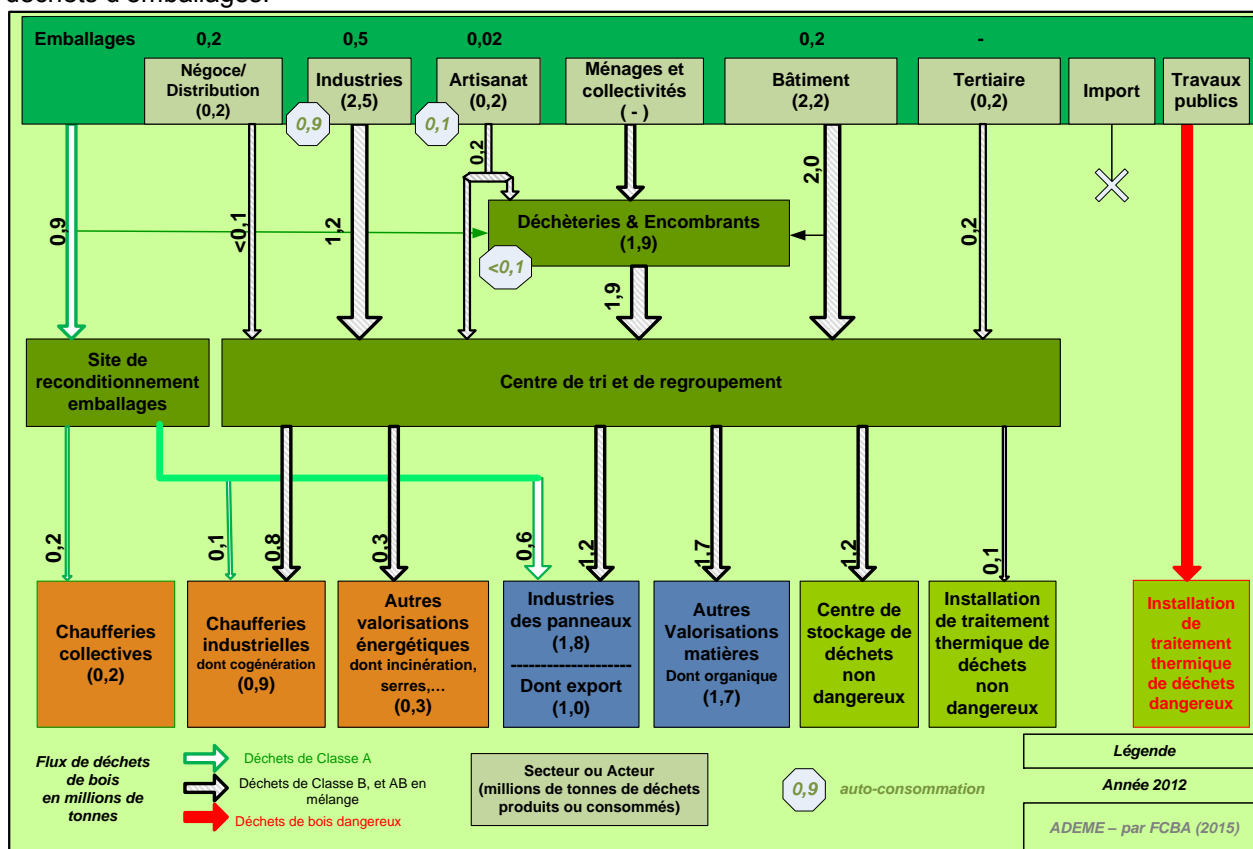 déchets d'emballages.
Emballages 0,2 0,5 0,02 0,2 -
Négoce/
Distribution
(0,2)
Industries
(2,5)
Artisanat
(0,2)
Ménages et
collectivités
( - )
Bâtiment
(2,2)
Tertiaire
(0,2)
Import
Travaux
publics
0,9
0,1
0,2
2,0
0,9
<0,1
1,2
0,2
Déchèteries & Encombrants
(1,9)
<0,1
1,9
Site de
reconditionnement
emballages
Centre de tri et de regroupement
0,2
0,1
0,8
0,3
0,6
1,2
1,7
1,2
0,1
Chaufferies
collectives
(0,2)
Chaufferies
industrielles
dont cogénération
(0,9)
Autres
valorisations
énergétiques
dont incinération,
serres,...
(0,3)
Industries
des panneaux
(1,8)
---------------------
Dont export
(1,0)
Autres
Valorisations
matières
Dont organique
(1,7)
Centre de
stockage de
déchets
non
dangereux
Installation
de traitement
thermique de
déchets
non
dangereux
Installation
de
traitement
thermique
de déchets
dangereux
Flux de déchets
de bois
en millions de
tonnes
Déchets de Classe A
Déchets de Classe B, et AB en
mélange
Déchets de bois dangereux
Secteur ou Acteur
(millions de tonnes de déchets
produits ou consommés)
0,9
auto-consommation
Légende
Année 2012
ADEME – par FCBA (2015)